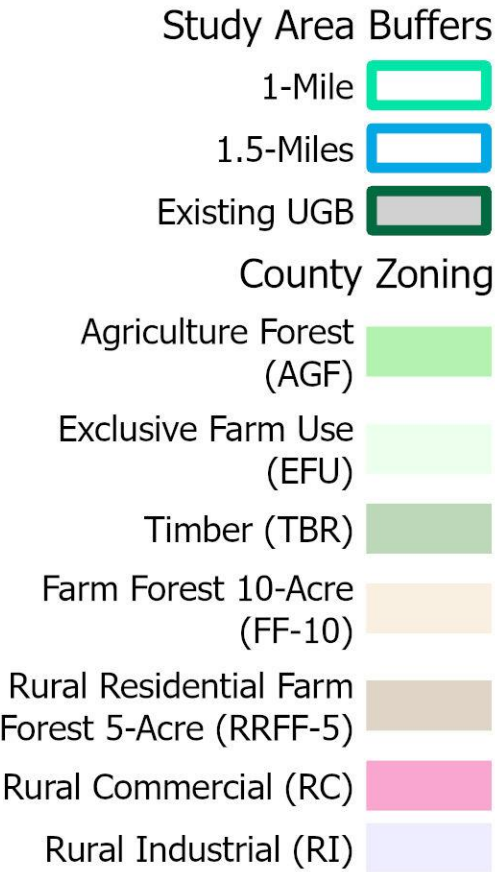 Study Area Buffers
1-Mile
1.5-Miles
Existing UGB
County Zoning
Agriculture Forest
(AGF)
Exclusive Farm Use
(EFU)
Timber (TBR)
Farm Forest 10-Acre
(FF-10)
Rural Residential Farm
Forest 5-Acre (RRFF-5)
Rural Commercial (RC)
Rural Industrial (RI)